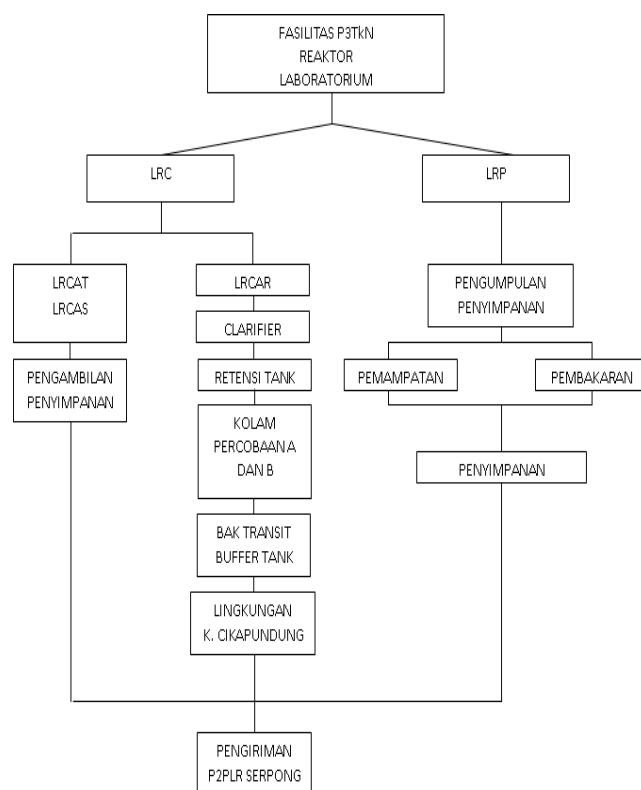 FASILITAS P3TkN
REAKTOR
LABORATORIUM
LRC
LRP
LRCAT
LRCAS
LRCAR
PENGUMPULAN
PENYIMPANAN
CLARIFIER
PENGAMBILAN
PENYIMPANAN
RETENSI TANK
PEMAMPATAN
PEMBAKARAN
KOLAM
PERCOBAAN A
DAN B
PENYIMPANAN
BAK TRANSIT
BUFFER TANK
LINGKUNGAN
K. CIKAPUNDUNG
PENGIRIMAN
P2PLR SERPONG